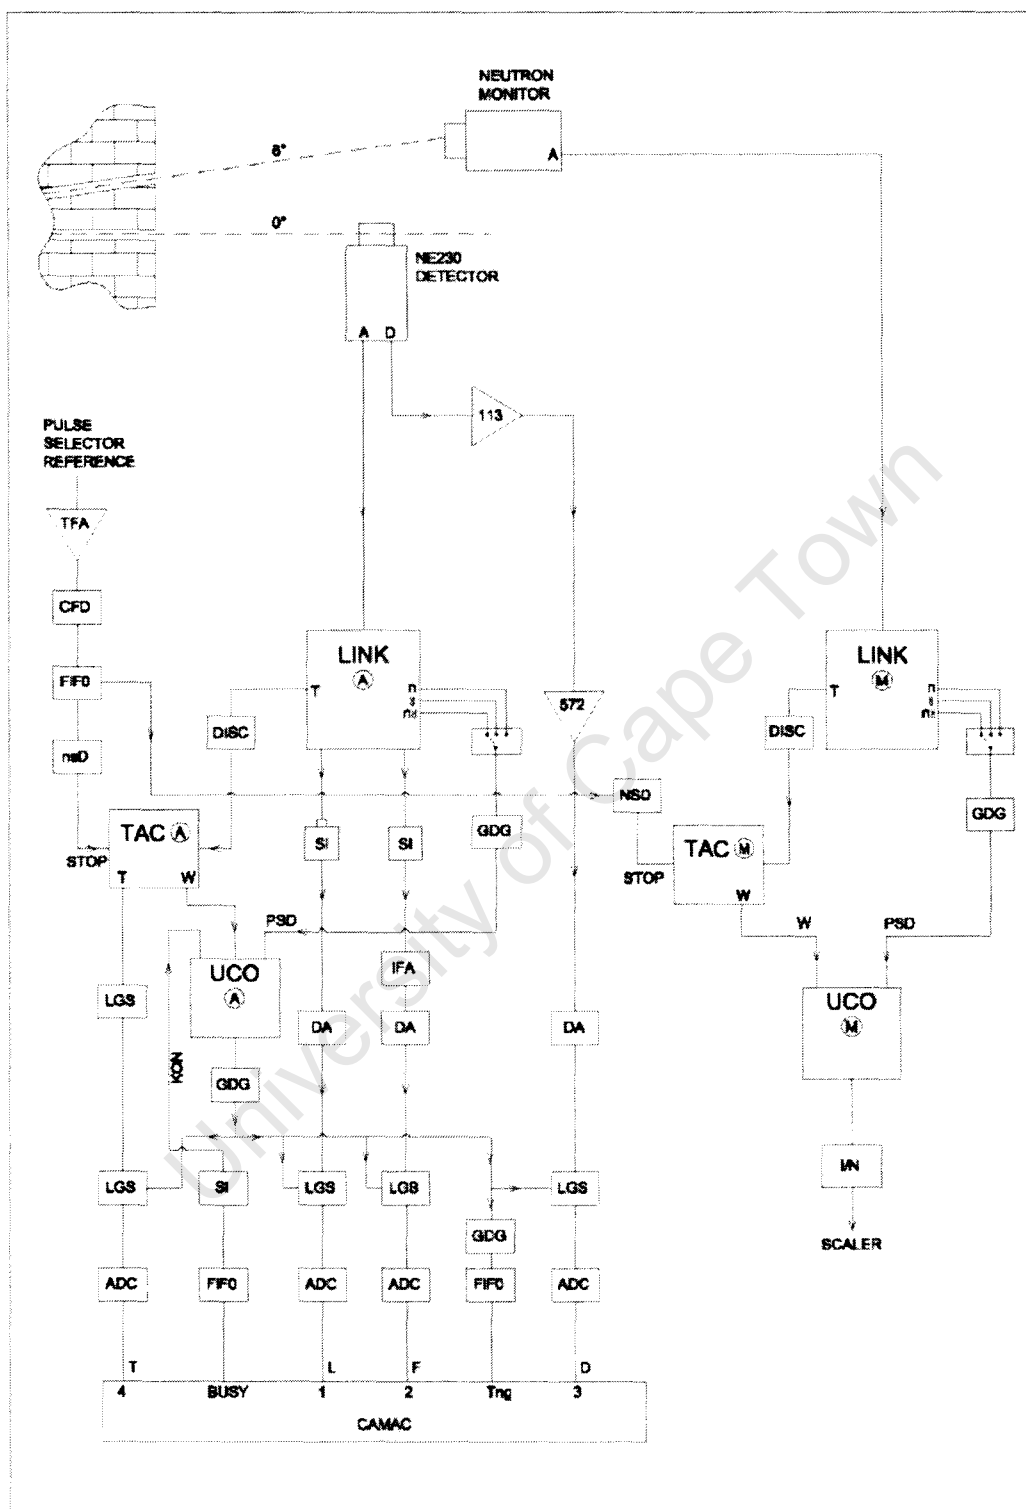 NEUTRON
MONITOR
A
6°
0°
NE230
DETECTOR
A D
113
PULSE
SELECTOR
REFERENCE
TFA
CFD
FIFO
nsD
LINK
A
T
n
DISC
572
LINK
M
T
n
DISC
NSD
GDG
GDG
TAC A
STOP
T W
SI
SI
TAC M
STOP
W
PSD
W
PSD
UCO
A
IFA
UCO
M
LGS
DA
DA
DA
KON
GDG
LGS
SI
LGS
LGS
LGS
I/N
GDG
SCALER
ADC
FIFO
ADC
ADC
FIFO
ADC
T
L
F
D
4
BUSY
1
2
Tng
3
CAMAC
University of Cape Town